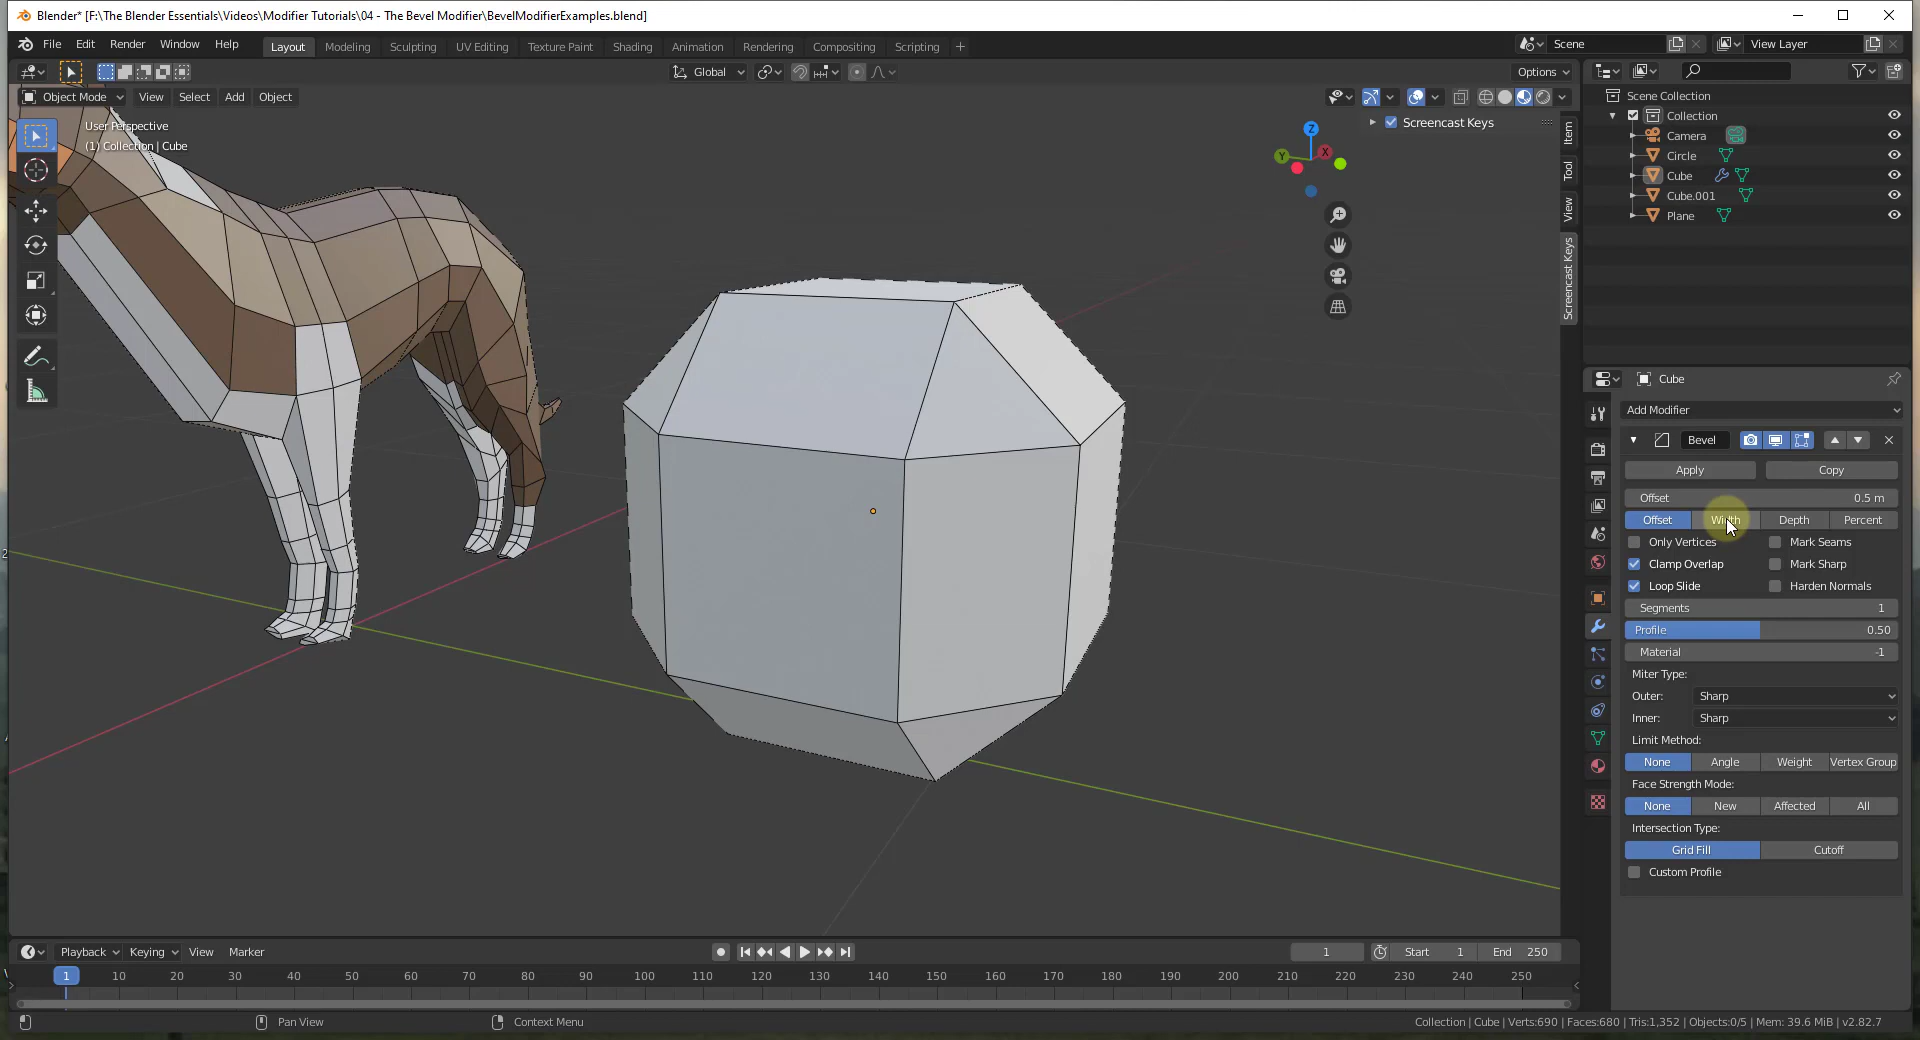 Blender* [F:\The Blender Essentials\Videos\Modifier Tutorials\04 - The Bevel Modifier\BevelModifierExamples.blend]
File Edit Render Window Help Layout Modeling Sculpting UV Editing Texture Paint Shading Animation Rendering Compositing Scripting + Scene View Layer
Global Options
Object Mode View Select Add Object
User Perspective
(1) Collection | Cube
Screencast Keys
Z
Y
X
Item
Tool
View
Screencast Keys
Scene Collection
Collection
Camera
Circle
Cube
Cube.001
Plane
Cube
Add Modifier
Bevel
Apply Copy
Offset 0.5 m
Offset Width Depth Percent
Only Vertices Mark Seams
Clamp Overlap Mark Sharp
Loop Slide Harden Normals
Segments 1
Profile 0.50
Material -1
Miter Type:
Outer: Sharp
Inner: Sharp
Limit Method:
None Angle Weight Vertex Group
Face Strength Mode:
None New Affected All
Intersection Type:
Grid Fill Cutoff
Custom Profile
Playback Keying View Marker 1 Start 1 End 250
1 10 20 30 40 50 60 70 80 90 100 110 120 130 140 150 160 170 180 190 200 210 220 230 240 250
Pan View Context Menu Collection | Cube | Verts:690 | Faces:680 | Tris:1,352 | Objects:0/5 | Mem: 39.6 MiB | v2.82.7